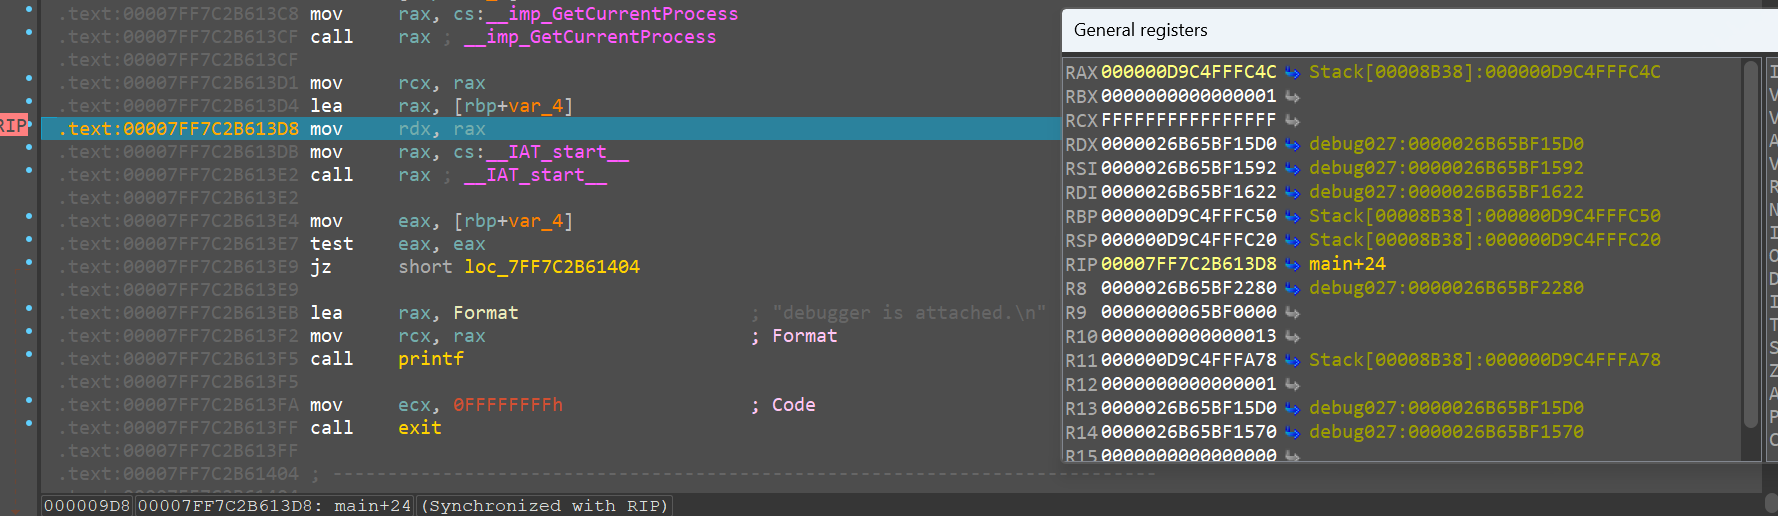 .text:00007FF7C2B613C8 mov rax, cs:__imp_GetCurrentProcess
.text:00007FF7C2B613CF call rax ; __imp_GetCurrentProcess
.text:00007FF7C2B613CF
.text:00007FF7C2B613D1 mov rcx, rax
.text:00007FF7C2B613D4 lea rax, [rbp+var_4]
RIP .text:00007FF7C2B613D8 mov rdx, rax
.text:00007FF7C2B613DB mov rax, cs:__IAT_start__
.text:00007FF7C2B613E2 call rax ; __IAT_start__
.text:00007FF7C2B613E2
.text:00007FF7C2B613E4 mov eax, [rbp+var_4]
.text:00007FF7C2B613E7 test eax, eax
.text:00007FF7C2B613E9 jz short loc_7FF7C2B61404
.text:00007FF7C2B613E9
.text:00007FF7C2B613EB lea rax, Format ; "debugger is attached.\n"
.text:00007FF7C2B613F2 mov rcx, rax ; Format
.text:00007FF7C2B613F5 call printf
.text:00007FF7C2B613F5
.text:00007FF7C2B613FA mov ecx, 0FFFFFFFFh ; Code
.text:00007FF7C2B613FF call exit
.text:00007FF7C2B613FF
.text:00007FF7C2B61404 ; ---------------------------------------------------------------------------
000009D8 00007FF7C2B613D8: main+24 (Synchronized with RIP)
General registers
RAX 000000D9C4FFFC4C Stack[00008B38]:000000D9C4FFFC4C
RBX 0000000000000001
RCX FFFFFFFFFFFFFFFF
RDX 0000026B65BF15D0 debug027:0000026B65BF15D0
RSI 0000026B65BF1592 debug027:0000026B65BF1592
RDI 0000026B65BF1622 debug027:0000026B65BF1622
RBP 000000D9C4FFFC50 Stack[00008B38]:000000D9C4FFFC50
RSP 000000D9C4FFFC20 Stack[00008B38]:000000D9C4FFFC20
RIP 00007FF7C2B613D8 main+24
R8 0000026B65BF2280 debug027:0000026B65BF2280
R9 0000000065BF0000
R10 0000000000000013
R11 000000D9C4FFFA78 Stack[00008B38]:000000D9C4FFFA78
R12 0000000000000001
R13 0000026B65BF15D0 debug027:0000026B65BF15D0
R14 0000026B65BF1570 debug027:0000026B65BF1570
R15 0000000000000000